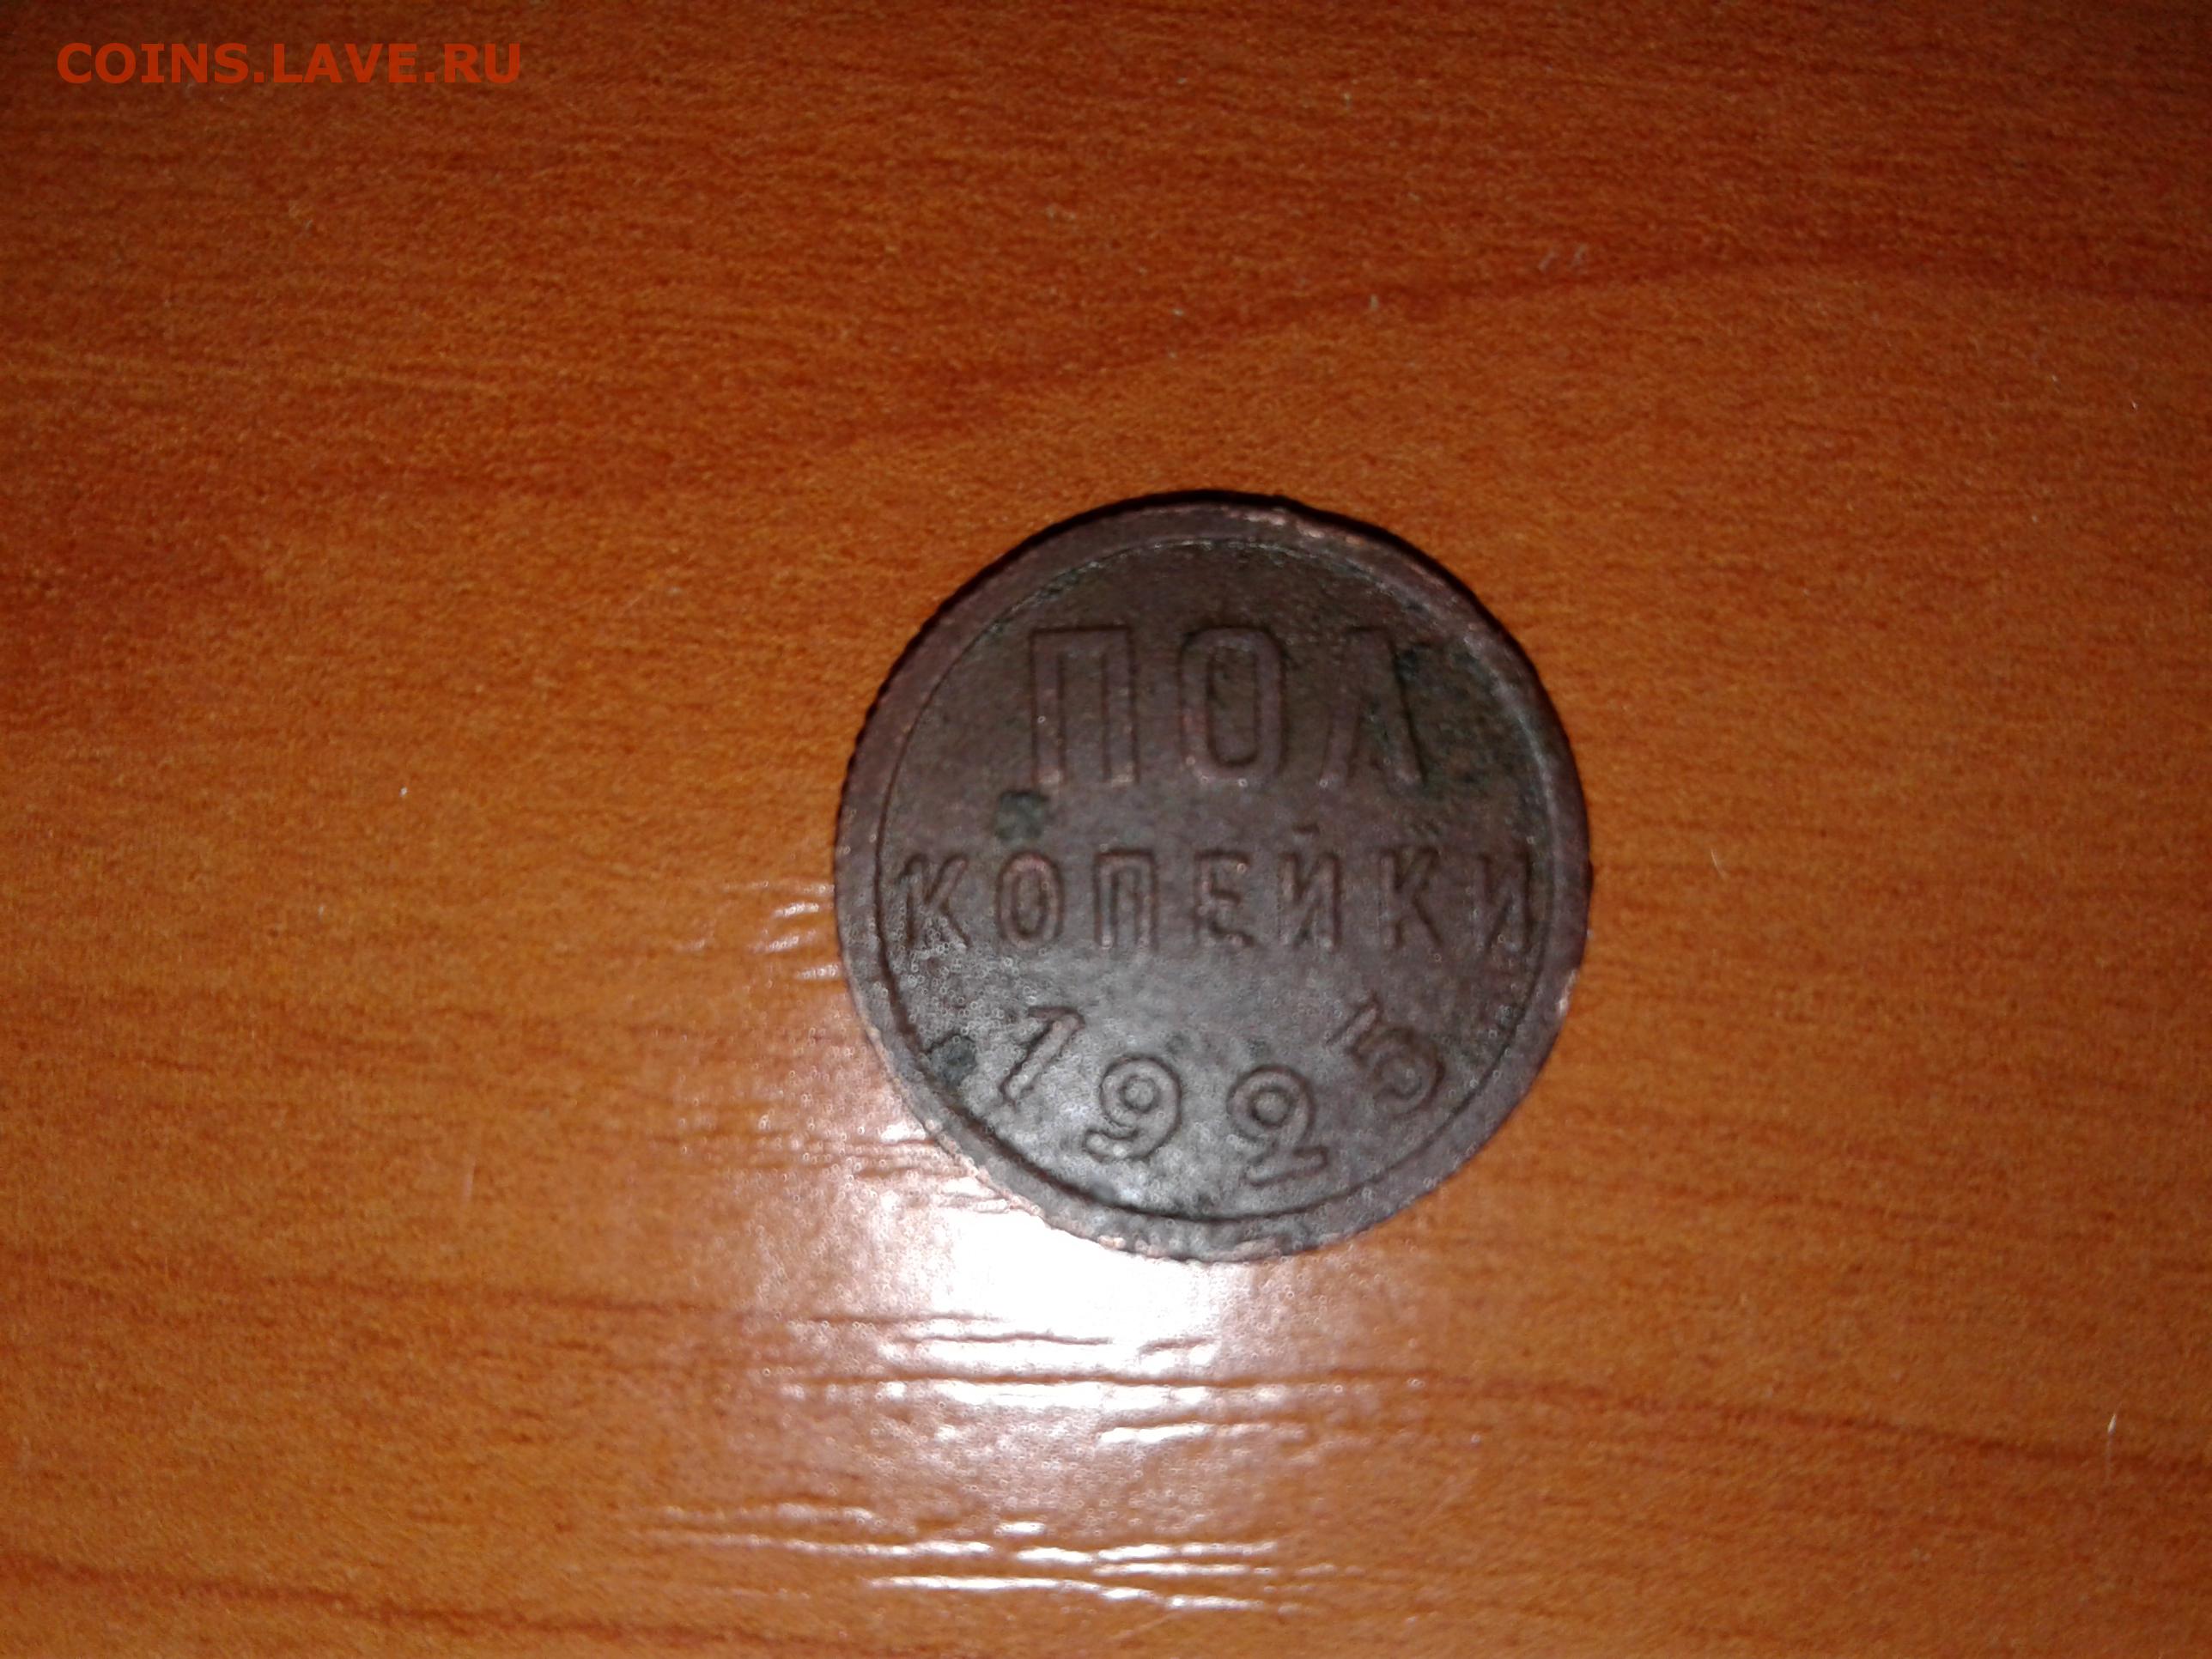 COINS.LAVE.RU
ПОЛ
КОПЕЙКИ
1925